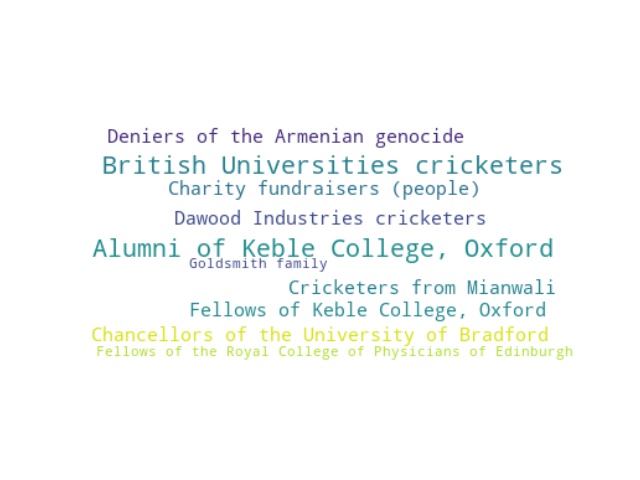 Deniers of the Armenian genocide
British Universities cricketers
Charity fundraisers (people)
Dawood Industries cricketers
Alumni of Keble College, Oxford
Goldsmith family
Cricketers from Mianwali
Fellows of Keble College, Oxford
Chancellors of the University of Bradford
Fellows of the Royal College of Physicians of Edinburgh